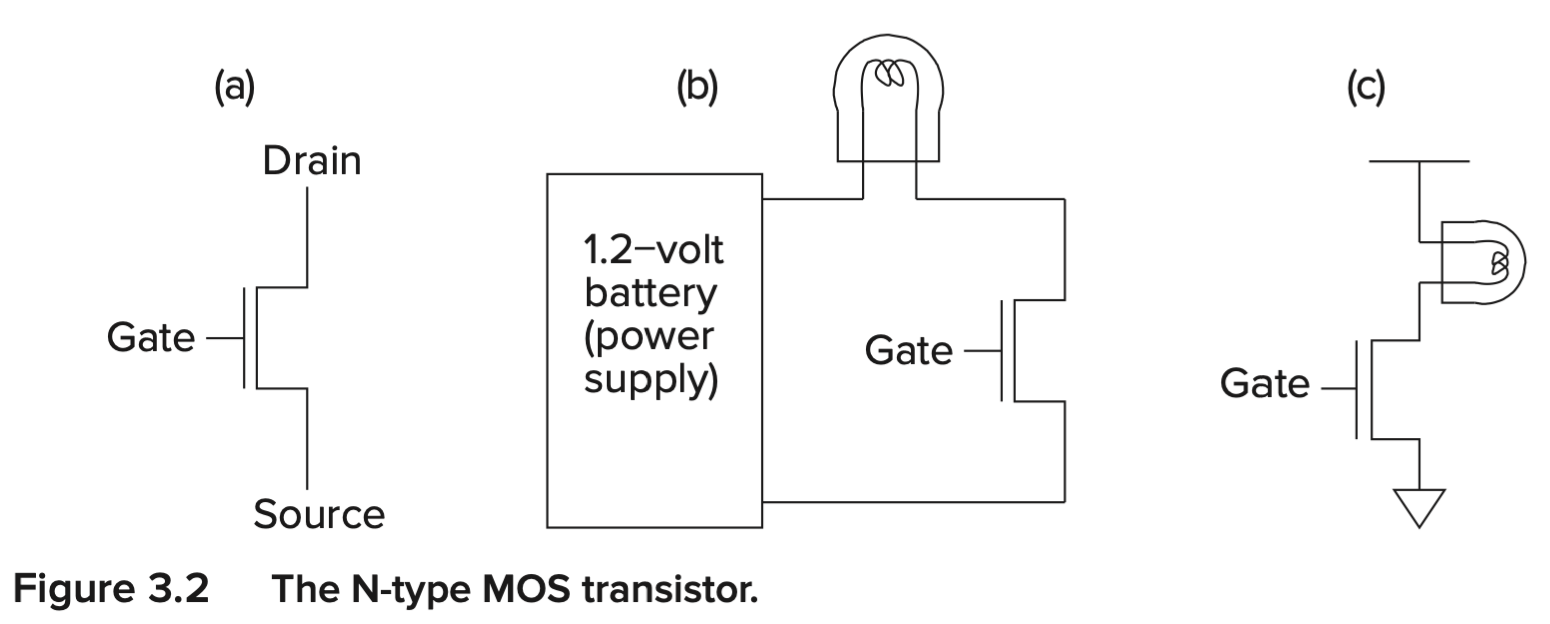 (a)
Drain
Gate
Source
(b)
1.2–volt
battery
(power
supply)
Gate
(c)
Gate
Figure 3.2 The N-type MOS transistor.